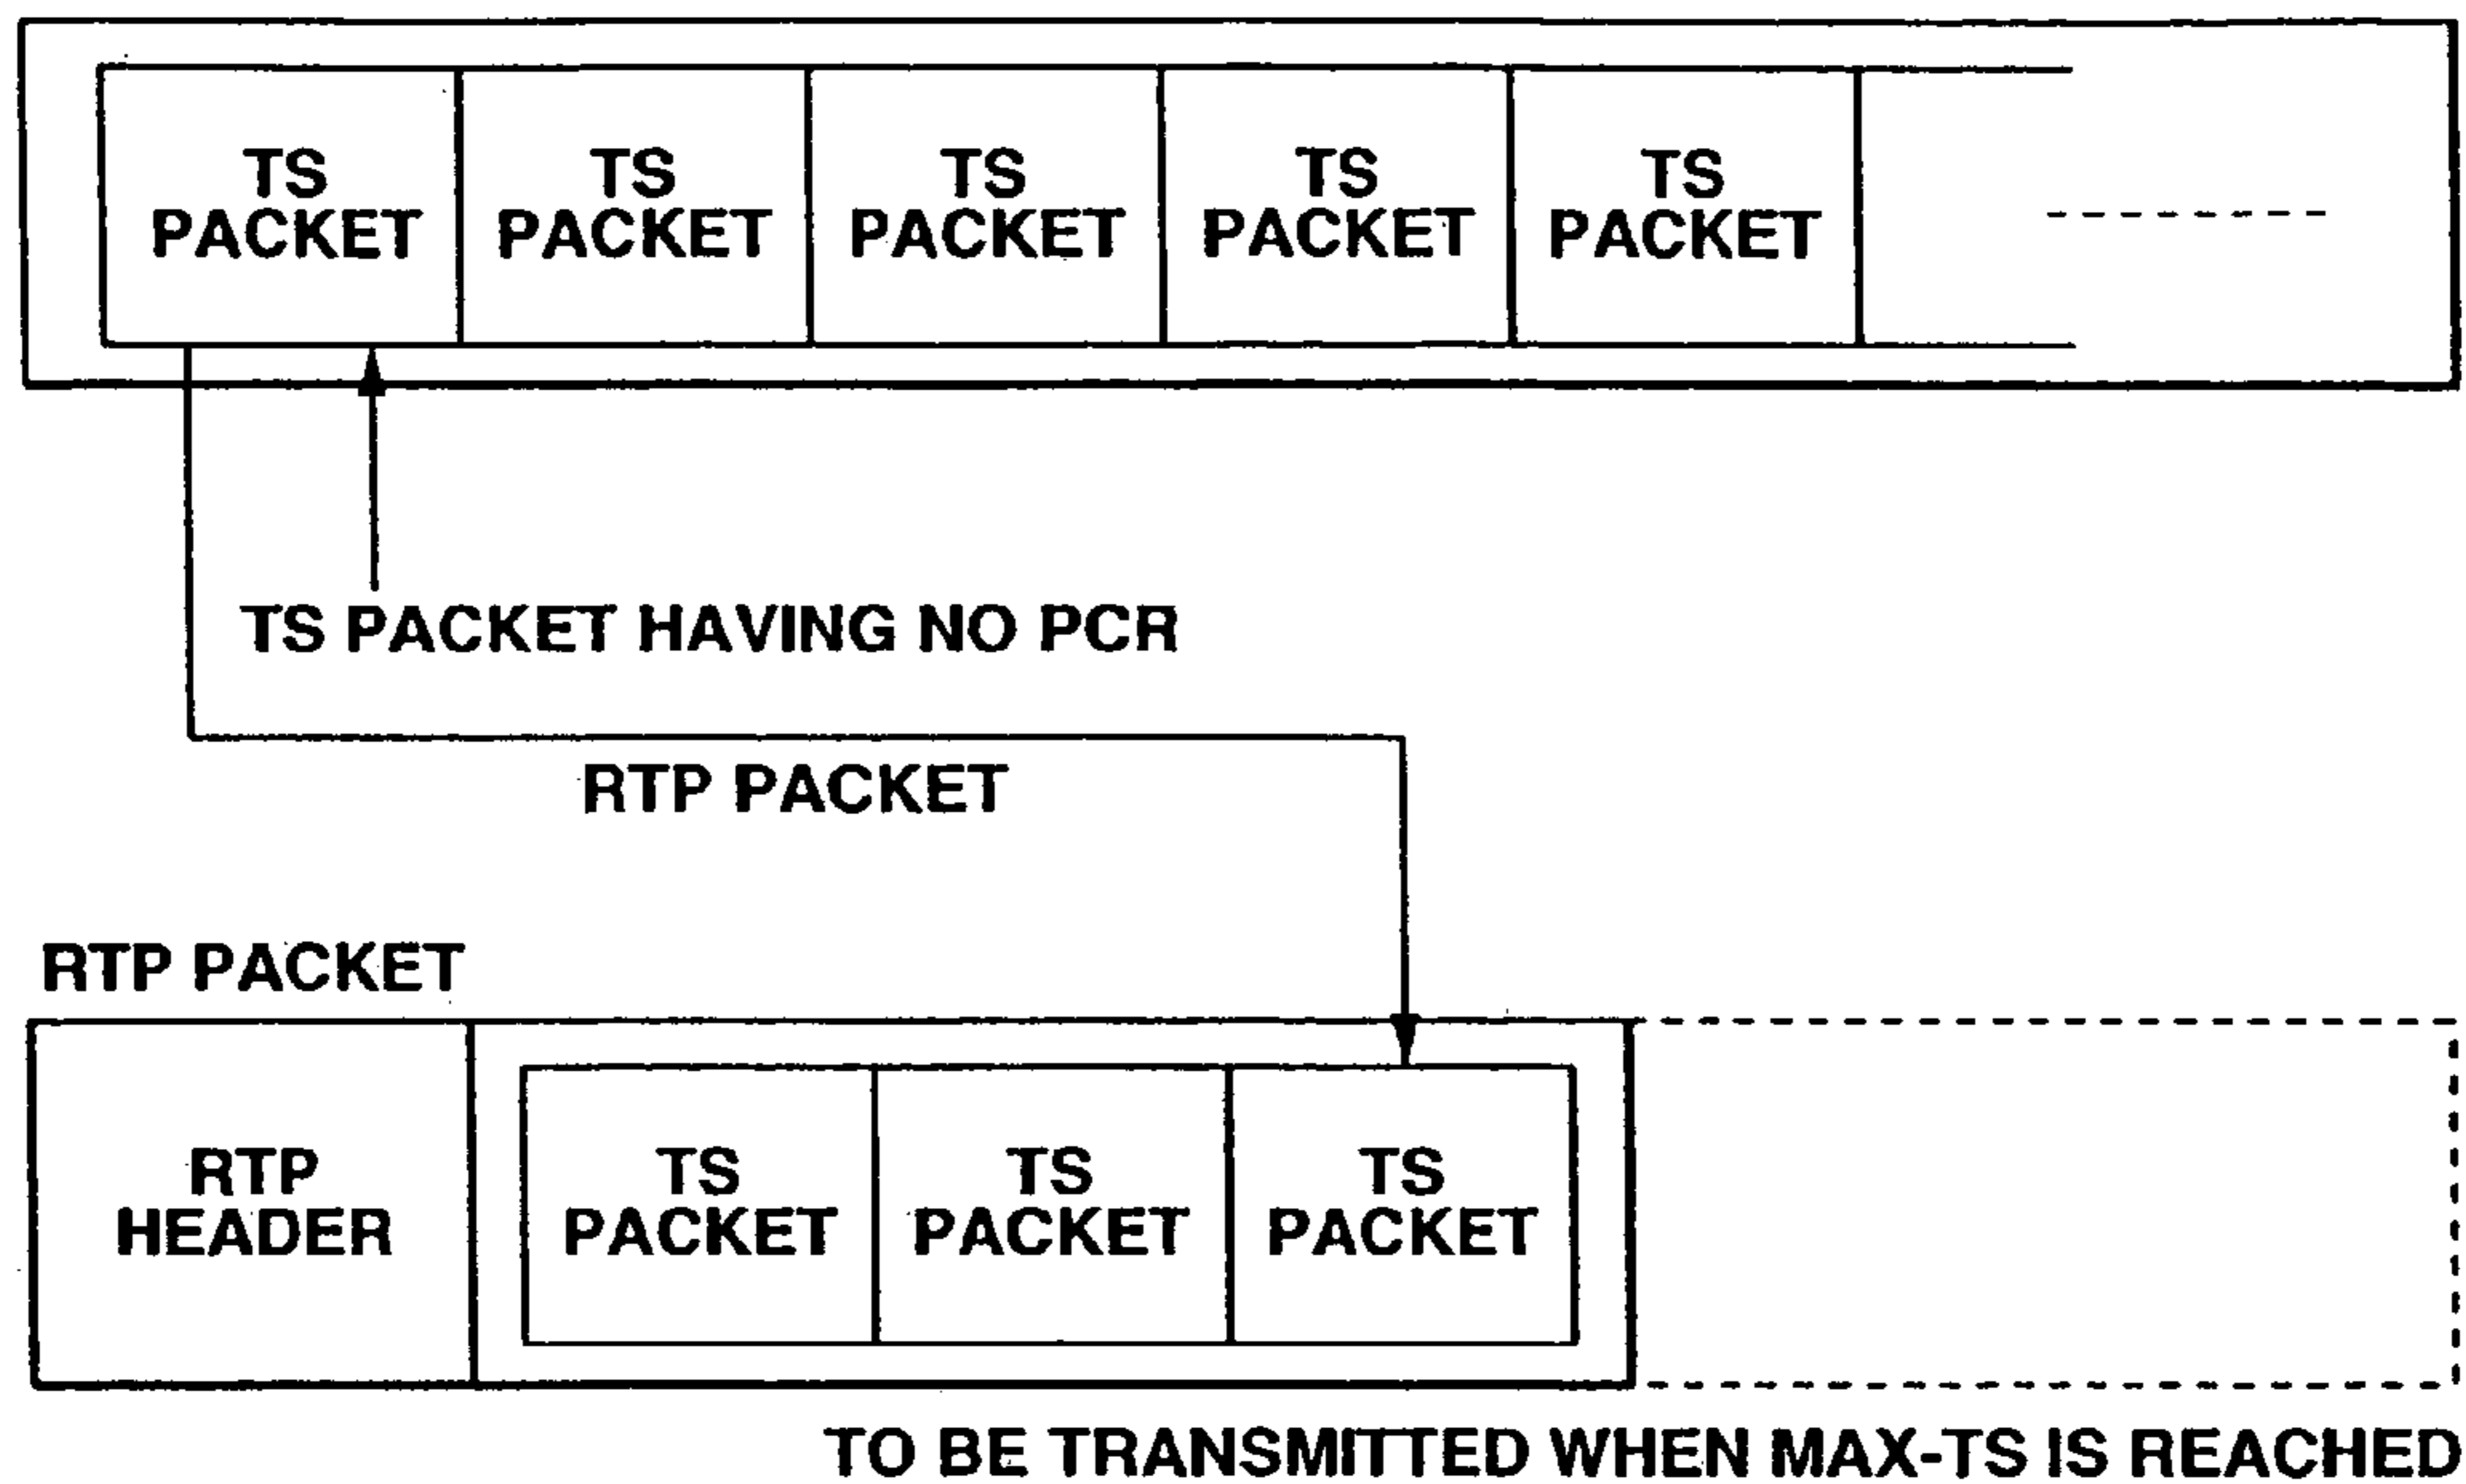 TS TS TS TS TS
PACKET PACKET PACKET PACKET PACKET
TS PACKET HAVING NO PCR
RTP PACKET
RTP PACKET
RTP TS TS TS
HEADER PACKET PACKET PACKET
TO BE TRANSMITTED WHEN MAX-TS IS REACHED